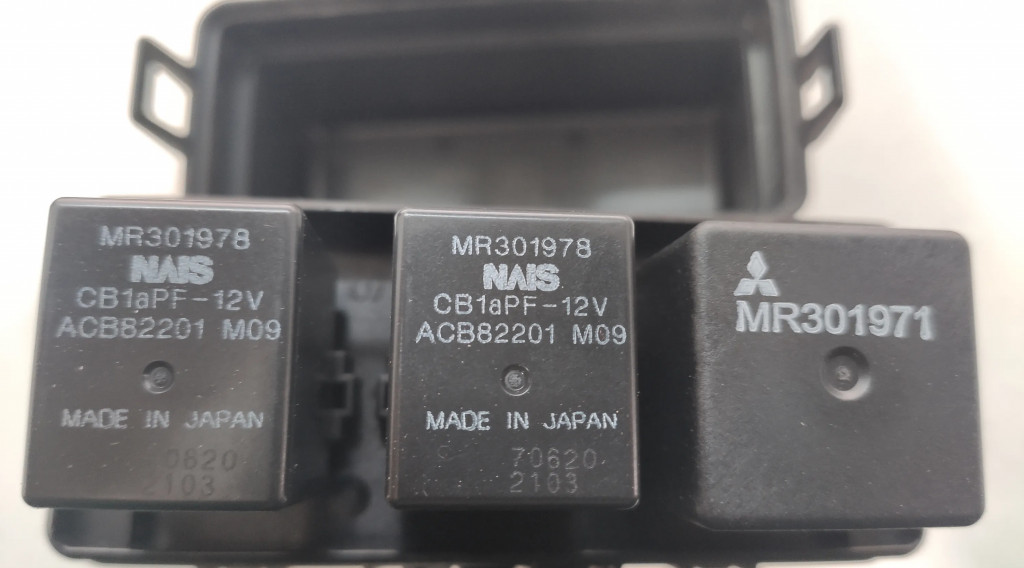 MR301978
NAIS
CB1aPF-12V
ACB82201 M09
MADE IN JAPAN
0620
2103
MR301978
NAIS
CB1aPF-12V
ACB82201 M09
MADE IN JAPAN
70620
2103
MR301971